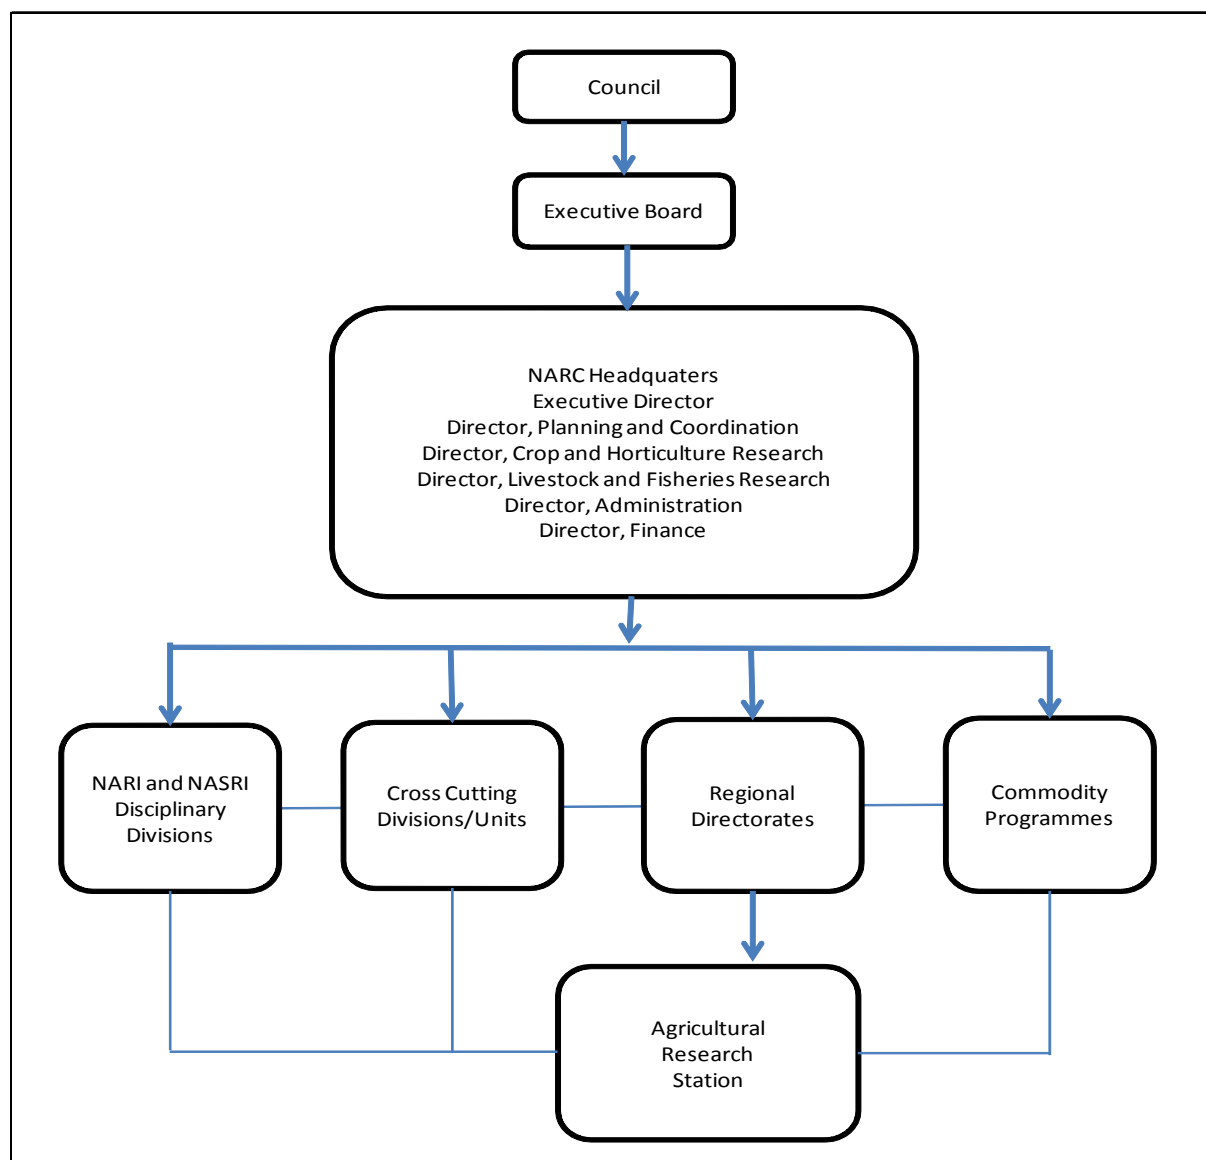 Council
Executive Board
NARC Headquaters
Executive Director
Director, Planning and Coordination
Director, Crop and Horticulture Research
Director, Livestock and Fisheries Research
Director, Administration
Director, Finance
NARI and NASRI
Disciplinary
Divisions
Cross Cutting
Divisions/Units
Regional
Directorates
Commodity
Programmes
Agricultural
Research
Station